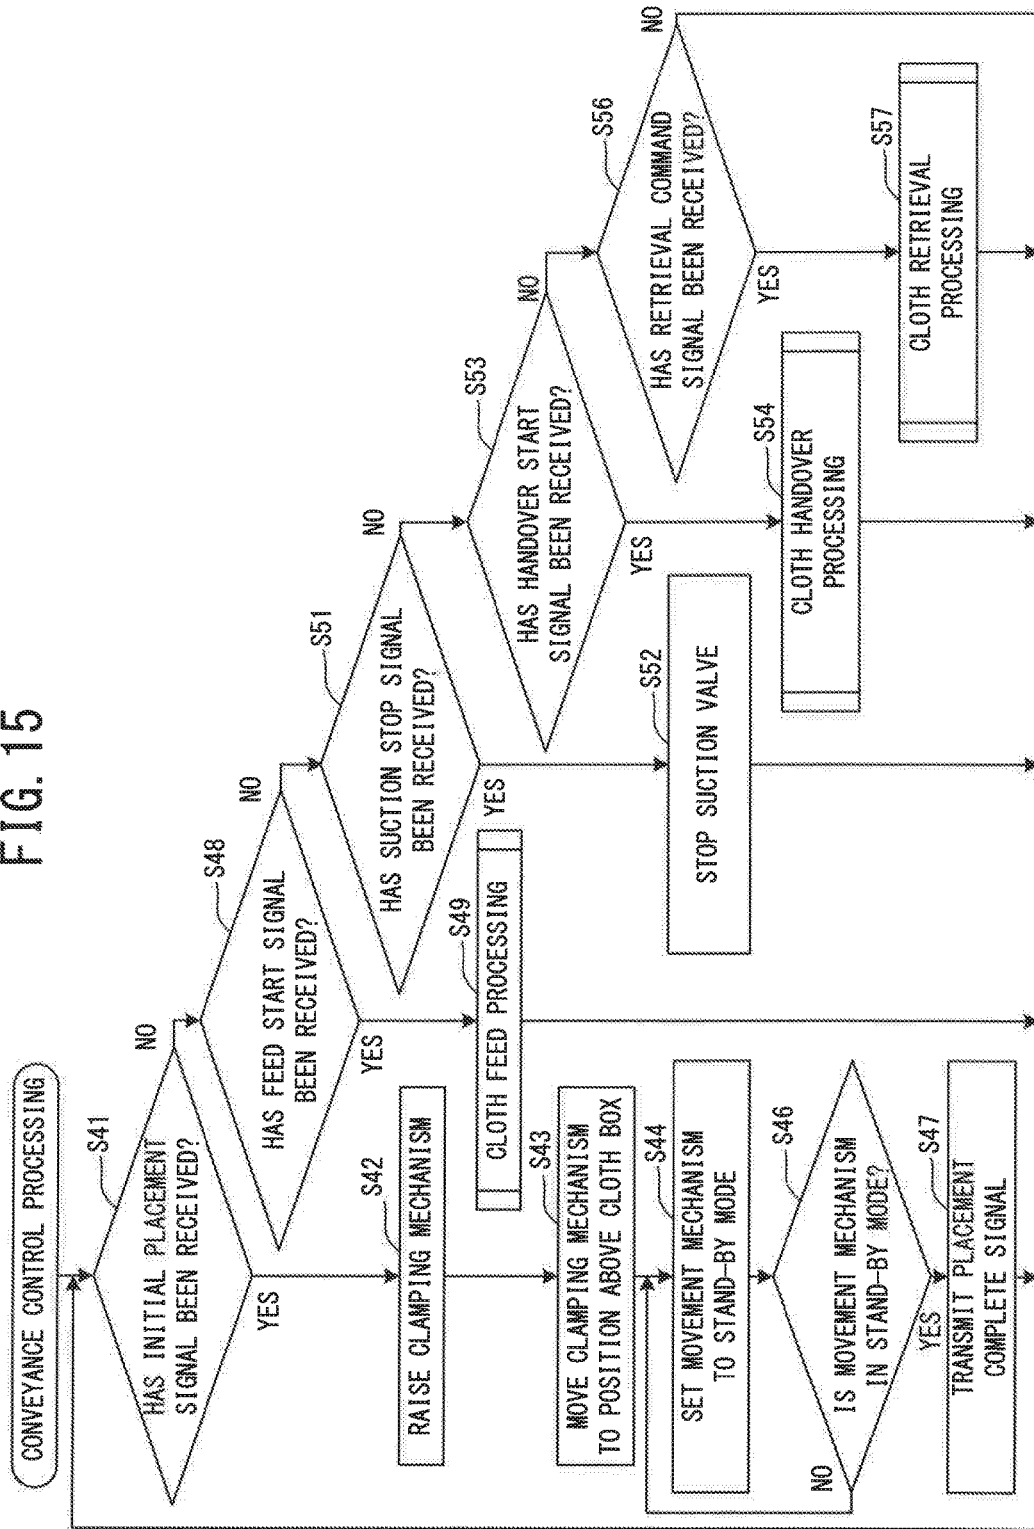 FIG. 15
CONVEYANCE CONTROL PROCESSING
S41
HAS INITIAL PLACEMENT
SIGNAL BEEN RECEIVED?
NO
YES
S42
RAISE CLAMPING MECHANISM
S43
MOVE CLAMPING MECHANISM
TO POSITION ABOVE CLOTH BOX
S44
SET MOVEMENT MECHANISM
TO STAND-BY MODE
S46
IS MOVEMENT MECHANISM
IN STAND-BY MODE?
NO
YES
S47
TRANSMIT PLACEMENT
COMPLETE SIGNAL
S48
HAS FEED START SIGNAL
BEEN RECEIVED?
NO
YES
S49
CLOTH FEED PROCESSING
S51
HAS SUCTION STOP SIGNAL
BEEN RECEIVED?
NO
YES
S52
STOP SUCTION VALVE
S53
HAS HANDOVER START
SIGNAL BEEN RECEIVED?
NO
YES
S54
CLOTH HANDOVER
PROCESSING
S56
HAS RETRIEVAL COMMAND
SIGNAL BEEN RECEIVED?
NO
YES
S57
CLOTH RETRIEVAL
PROCESSING